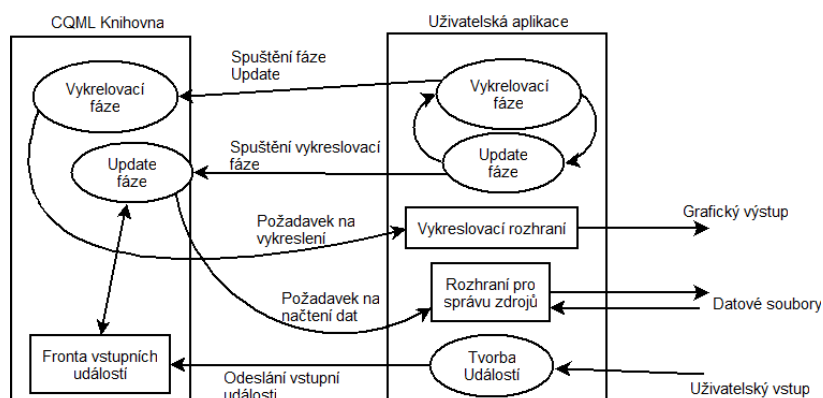 CQML Knihovna
Uživatelská aplikace
Spuštění fáze
Update
Vykrelovací
fáze
Vykrelovací
fáze
Spuštění vykreslovací
fáze
Update
fáze
Update
fáze
Požadavek na
vykreslení
Vykreslovací rozhraní
Grafický výstup
Požadavek na
načtení dat
Rozhraní pro
správu zdrojů
Datové soubory
Fronta vstupních
událostí
Odeslání vstupní
události
Tvorba
Událostí
Uživatelský vstup